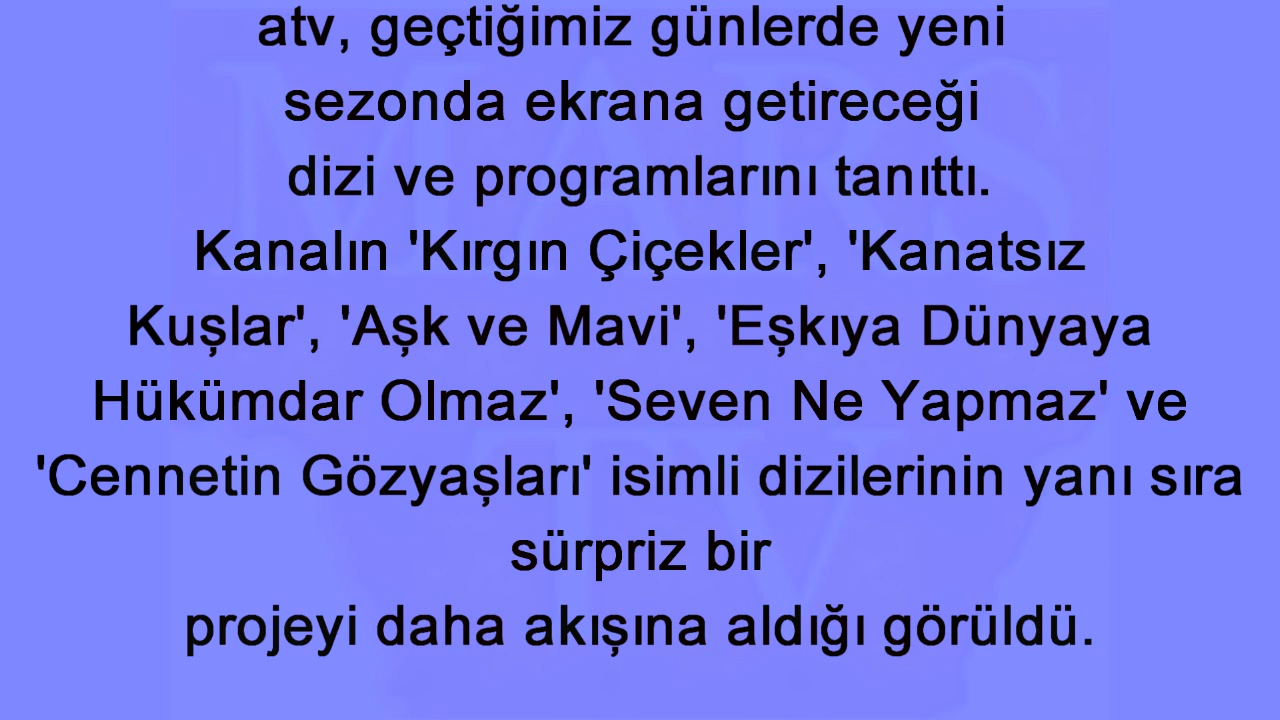 atv, geçtiğimiz günlerde yeni
sezonda ekrana getireceği
dizi ve programlarını tanıttı.
Kanalın 'Kırgın Çiçekler', 'Kanatsız
Kuşlar', 'Aşk ve Mavi', 'Eşkıya Dünyaya
Hükümdar Olmaz', 'Seven Ne Yapmaz' ve
'Cennetin Gözyaşları' isimli dizilerinin yanı sıra
sürpriz bir
projeyi daha akışına aldığı görüldü.
MARS
TV